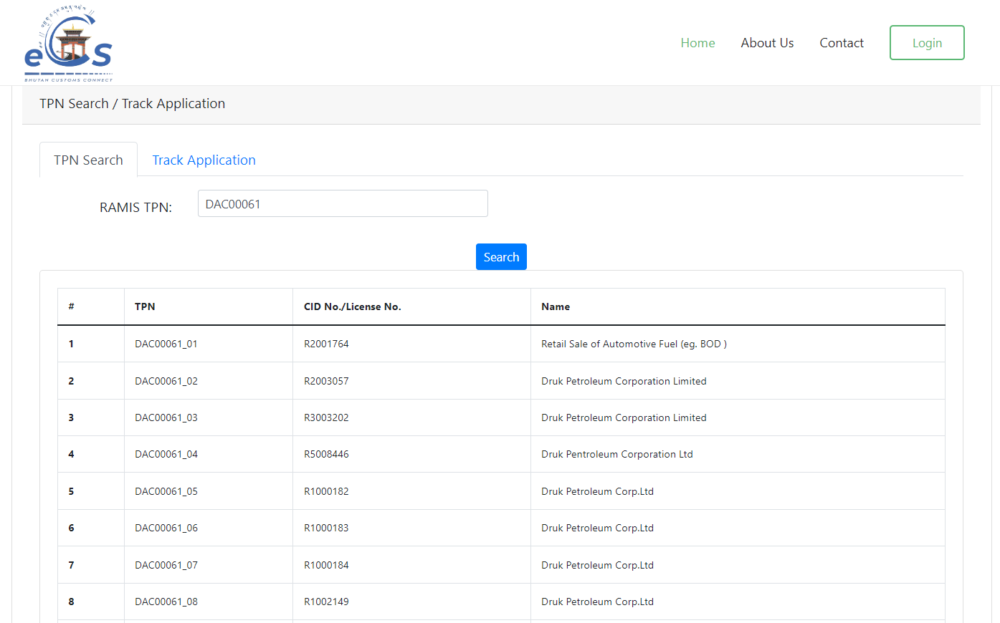 eCS
BHUTAN CUSTOMS CONNECT
Home About Us Contact Login
TPN Search / Track Application
TPN Search Track Application
RAMIS TPN: DAC00061
Search
# TPN CID No./License No. Name
1 DAC00061_01 R2001764 Retail Sale of Automotive Fuel (eg. BOD )
2 DAC00061_02 R2003057 Druk Petroleum Corporation Limited
3 DAC00061_03 R3003202 Druk Petroleum Corporation Limited
4 DAC00061_04 R5008446 Druk Pentroleum Corporation Ltd
5 DAC00061_05 R1000182 Druk Petroleum Corp.Ltd
6 DAC00061_06 R1000183 Druk Petroleum Corp.Ltd
7 DAC00061_07 R1000184 Druk Petroleum Corp.Ltd
8 DAC00061_08 R1002149 Druk Petroleum Corp.Ltd